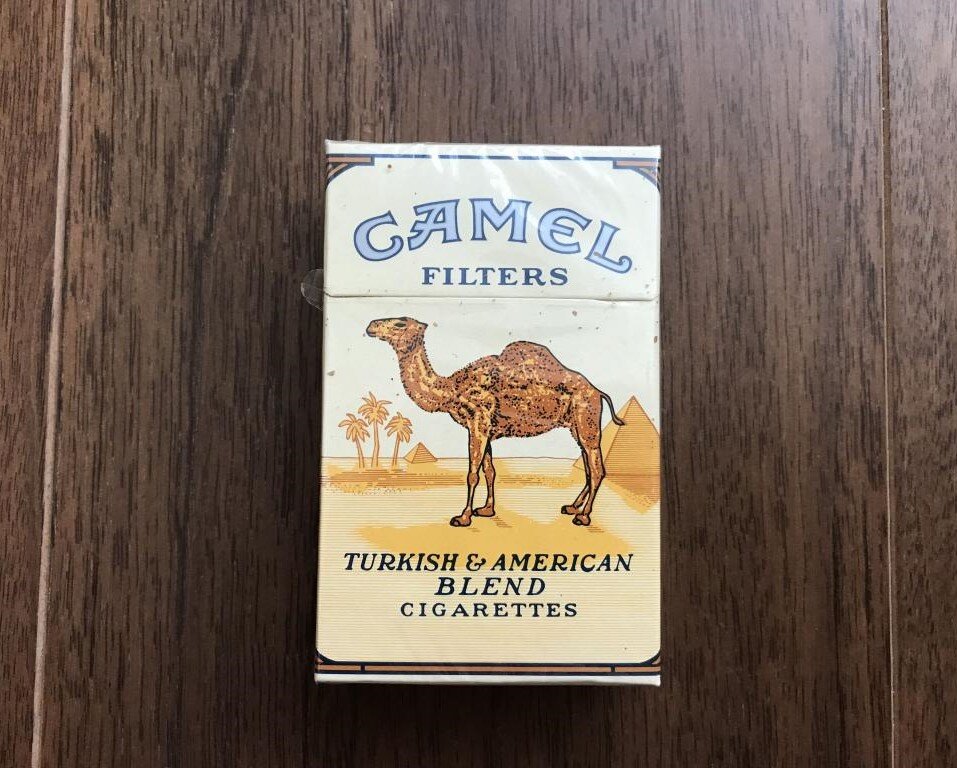 CAMEL
FILTERS
TURKISH & AMERICAN
BLEND
CIGARETTES